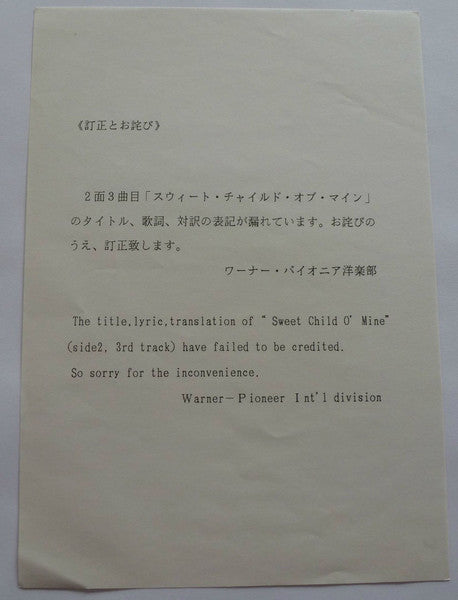 《訂正とお詫び》
２面３曲目「スウィート・チャイルド・オブ・マイン」
のタイトル、歌詞、対訳の表記が漏れています。お詫びの
うえ、訂正致します。
ワーナー・パイオニア洋楽部
The title,lyric,translation of “ Sweet Child O' Mine”
(side2, 3rd track) have failed to be credited.
So sorry for the inconvenience.
Warner－Ｐioneer Ｉnt'l division